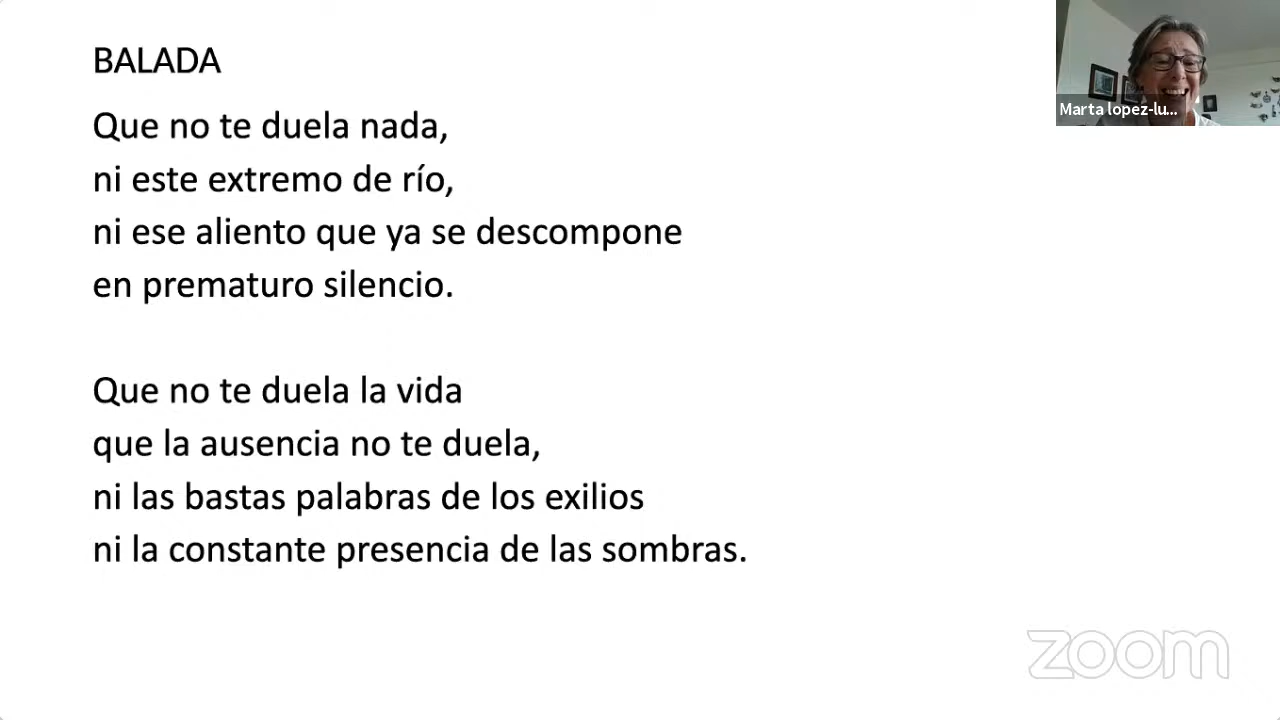 BALADA
Que no te duela nada,
ni este extremo de río,
ni ese aliento que ya se descompone
en prematuro silencio.
Que no te duela la vida
que la ausencia no te duela,
ni las bastas palabras de los exilios
ni la constante presencia de las sombras.
Marta lopez-lu...
zoom